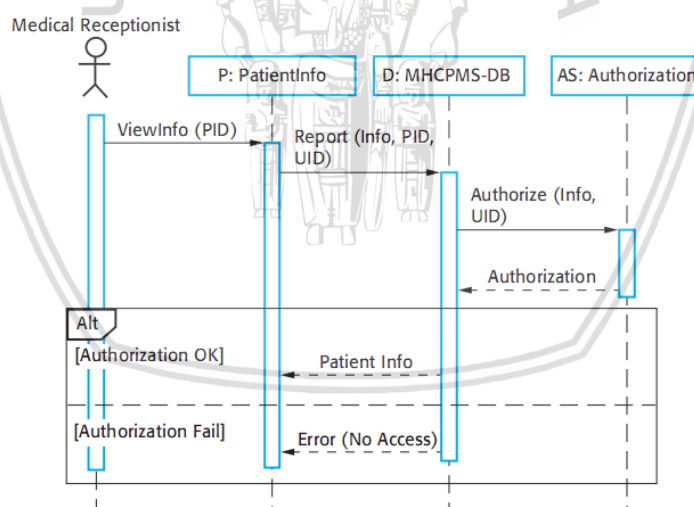 Medical Receptionist
P: PatientInfo
D: MHCPMS-DB
AS: Authorization
ViewInfo (PID)
Report (Info, PID,
UID)
Authorize (Info,
UID)
Authorization
Alt
[Authorization OK]
Patient Info
[Authorization Fail]
Error (No Access)